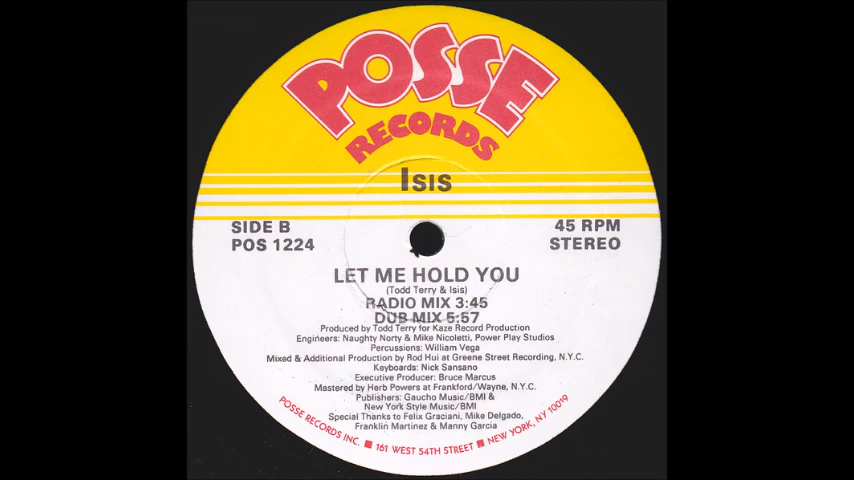 POSSE
RECORDS
Isis
SIDE B
POS 1224
45 RPM
STEREO
LET ME HOLD YOU
(Todd Terry & Isis)
RADIO MIX 3:45
DUB MIX 5:57
Produced by Todd Terry for Kaze Record Production
Engineers: Naughty Norty & Mike Nicoletti, Power Play Studios
Percussions: William Vega
Mixed & Additional Production by Rod Hui at Greene Street Recording, N.Y.C.
Keyboards: Nick Sansano
Executive Producer: Bruce Marcus
Mastered by Herb Powers at Frankford/Wayne, N.Y.C.
Publishers: Gaucho Music/BMI &
New York Style Music/BMI
Special Thanks to Felix Graciani, Mike Delgado,
Franklin Martinez & Manny Garcia
POSSE RECORDS INC. ■ 161 WEST 54TH STREET ■ NEW YORK, NY 10019